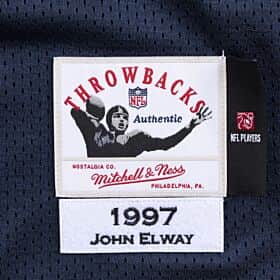 THROWBACKS
NFL
Authentic
NOSTALGIA CO.
Mitchell & Ness
PHILADELPHIA, PA.
NFL PLAYERS
1997
JOHN ELWAY